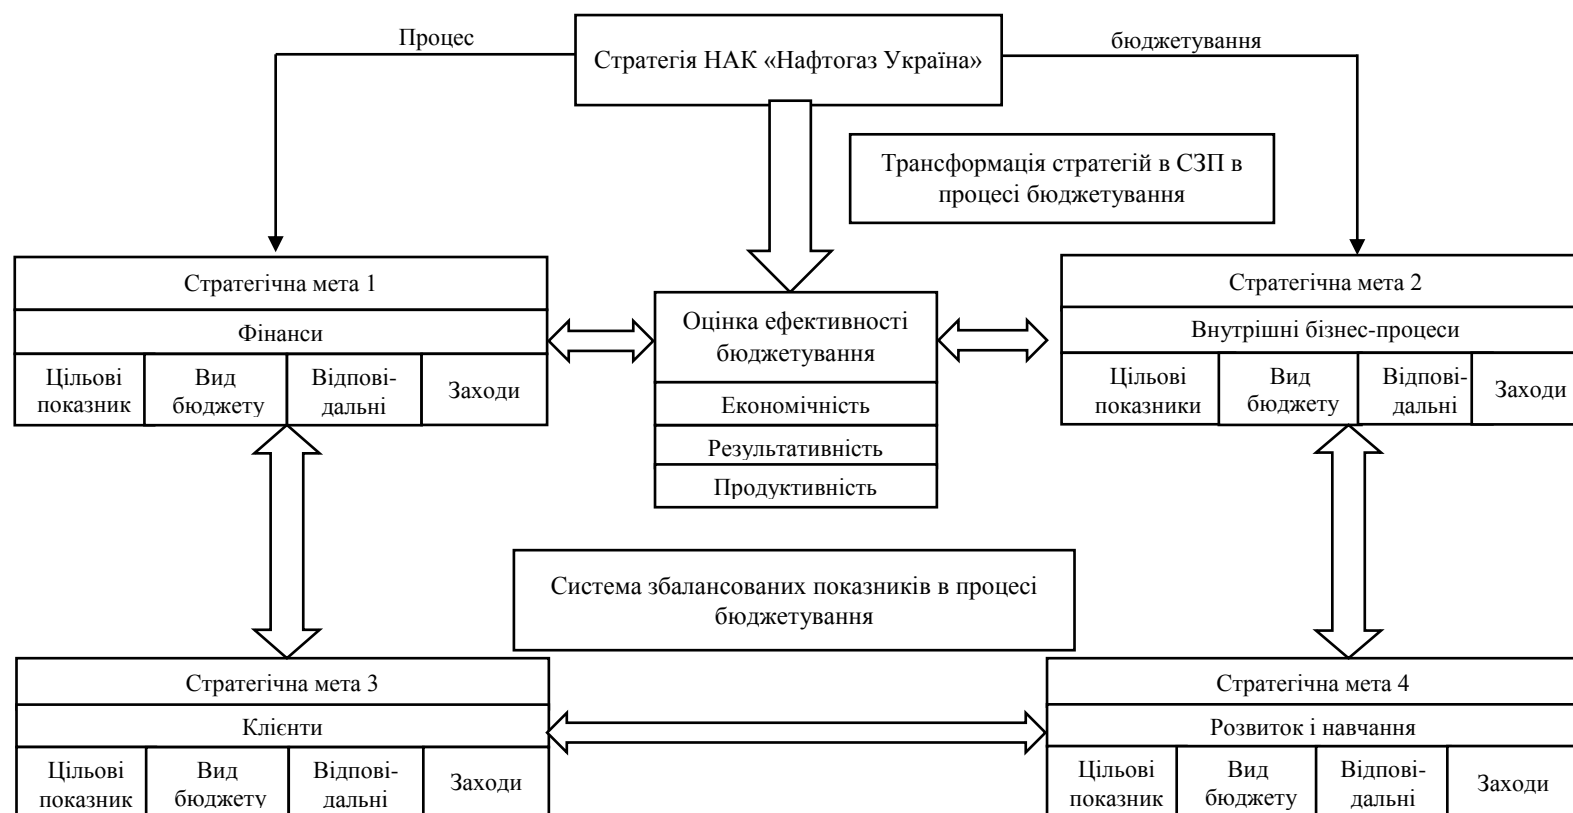 Процес
бюджетування
Стратегія НАК «Нафтогаз Україна»
Трансформація стратегій в СЗП в
процесі бюджетування
Стратегічна мета 1
Фінанси
Цільові
показник
Вид
бюджету
Відпові-
дальні
Заходи
Оцінка ефективності
бюджетування
Економічність
Результативність
Продуктивність
Стратегічна мета 2
Внутрішні бізнес-процеси
Цільові
показники
Вид
бюджету
Відпові-
дальні
Заходи
Система збалансованих показників в процесі
бюджетування
Стратегічна мета 3
Клієнти
Цільові
показник
Вид
бюджету
Відпові-
дальні
Заходи
Стратегічна мета 4
Розвиток і навчання
Цільові
показник
Вид
бюджету
Відпові-
дальні
Заходи